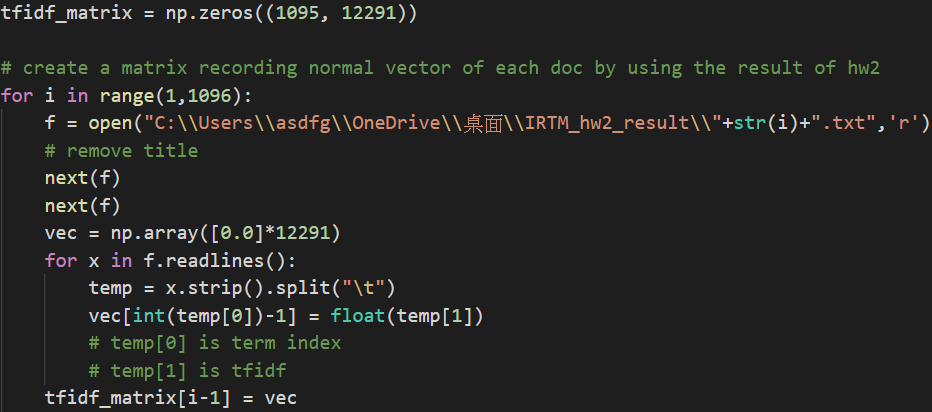 tfidf_matrix = np.zeros((1095, 12291))
# create a matrix recording normal vector of each doc by using the result of hw2
for i in range(1,1096):
    f = open("C:\\Users\\asdfg\\OneDrive\\桌面\\IRTM_hw2_result\\"+str(i)+".txt",'r')
    # remove title
    next(f)
    next(f)
    vec = np.array([0.0]*12291)
    for x in f.readlines():
        temp = x.strip().split("\t")
        vec[int(temp[0])-1] = float(temp[1])
        # temp[0] is term index
        # temp[1] is tfidf
    tfidf_matrix[i-1] = vec